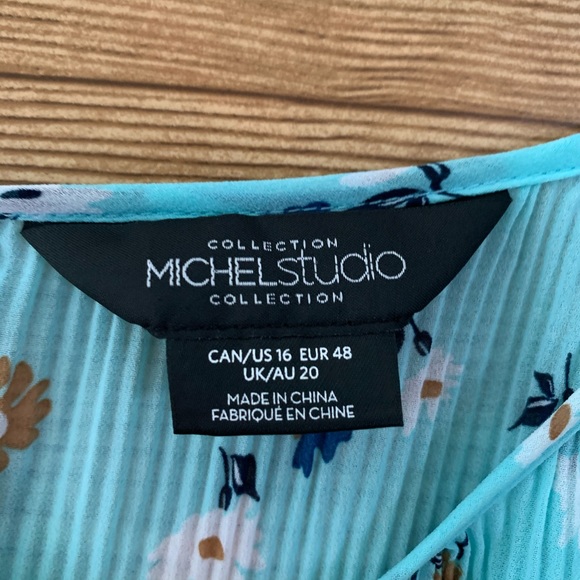 COLLECTION
MICHELstudio
COLLECTION
CAN/US 16 EUR 48
UK/AU 20
MADE IN CHINA
FABRIQUÉ EN CHINE